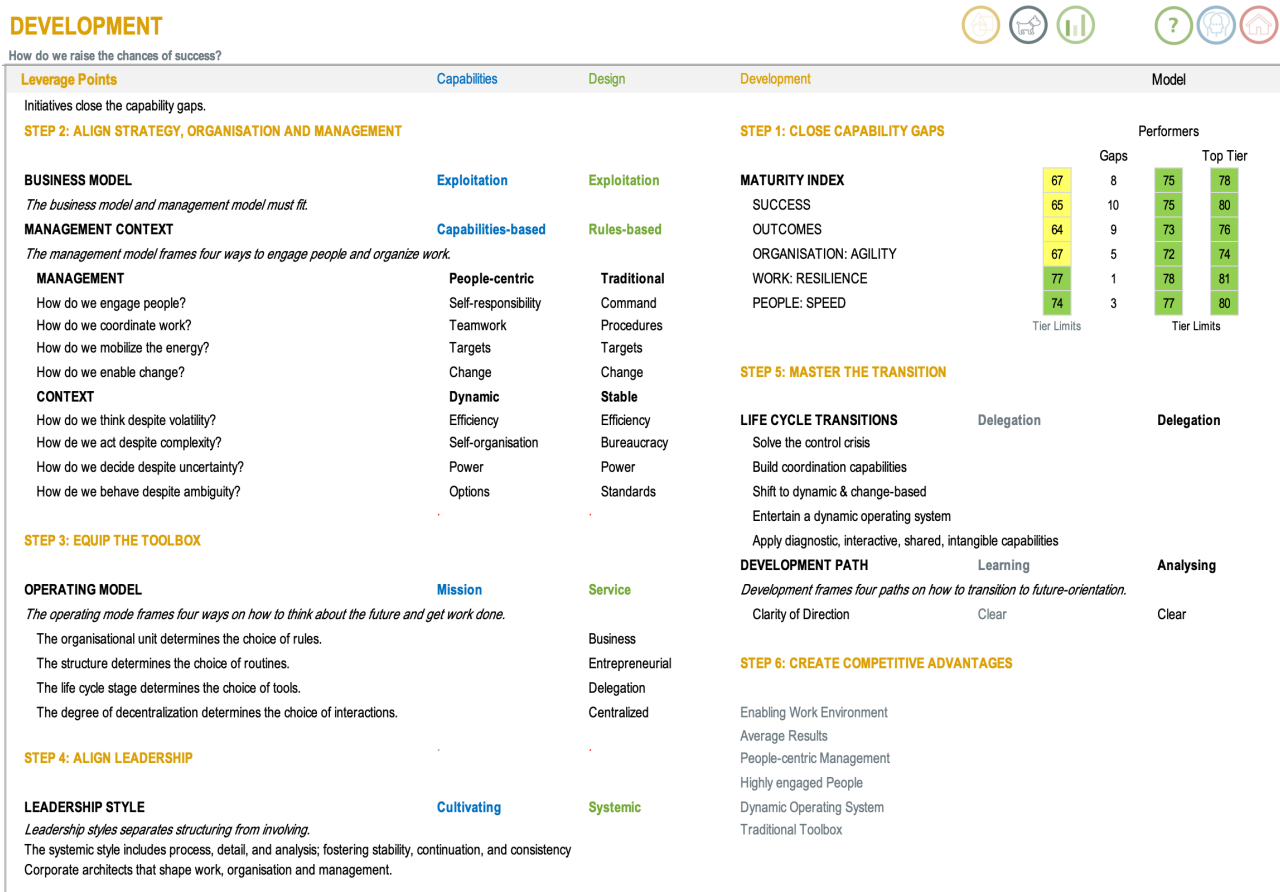 DEVELOPMENT
?
How do we raise the chances of success?
Leverage Points Capabilities Design Development Model
Initiatives close the capability gaps.
STEP 2: ALIGN STRATEGY, ORGANISATION AND MANAGEMENT
BUSINESS MODEL Exploitation Exploitation
The business model and management model must fit.
MANAGEMENT CONTEXT Capabilities-based Rules-based
The management model frames four ways to engage people and organize work.
MANAGEMENT People-centric Traditional
How do we engage people? Self-responsibility Command
How do we coordinate work? Teamwork Procedures
How do we mobilize the energy? Targets Targets
How do we enable change? Change Change
CONTEXT Dynamic Stable
How do we think despite volatility? Efficiency Efficiency
How de we act despite complexity? Self-organisation Bureaucracy
How do we decide despite uncertainty? Power Power
How de we behave despite ambiguity? Options Standards
STEP 3: EQUIP THE TOOLBOX
OPERATING MODEL Mission Service
The operating mode frames four ways on how to think about the future and get work done.
The organisational unit determines the choice of rules. Business
The structure determines the choice of routines. Entrepreneurial
The life cycle stage determines the choice of tools. Delegation
The degree of decentralization determines the choice of interactions. Centralized
STEP 4: ALIGN LEADERSHIP
LEADERSHIP STYLE Cultivating Systemic
Leadership styles separates structuring from involving.
The systemic style includes process, detail, and analysis; fostering stability, continuation, and consistency
Corporate architects that shape work, organisation and management.
STEP 1: CLOSE CAPABILITY GAPS Performers
Gaps Top Tier
MATURITY INDEX 67 8 75 78
SUCCESS 65 10 75 80
OUTCOMES 64 9 73 76
ORGANISATION: AGILITY 67 5 72 74
WORK: RESILIENCE 77 1 78 81
PEOPLE: SPEED 74 3 77 80
Tier Limits Tier Limits
STEP 5: MASTER THE TRANSITION
LIFE CYCLE TRANSITIONS Delegation Delegation
Solve the control crisis
Build coordination capabilities
Shift to dynamic & change-based
Entertain a dynamic operating system
Apply diagnostic, interactive, shared, intangible capabilities
DEVELOPMENT PATH Learning Analysing
Development frames four paths on how to transition to future-orientation.
Clarity of Direction Clear Clear
STEP 6: CREATE COMPETITIVE ADVANTAGES
Enabling Work Environment
Average Results
People-centric Management
Highly engaged People
Dynamic Operating System
Traditional Toolbox